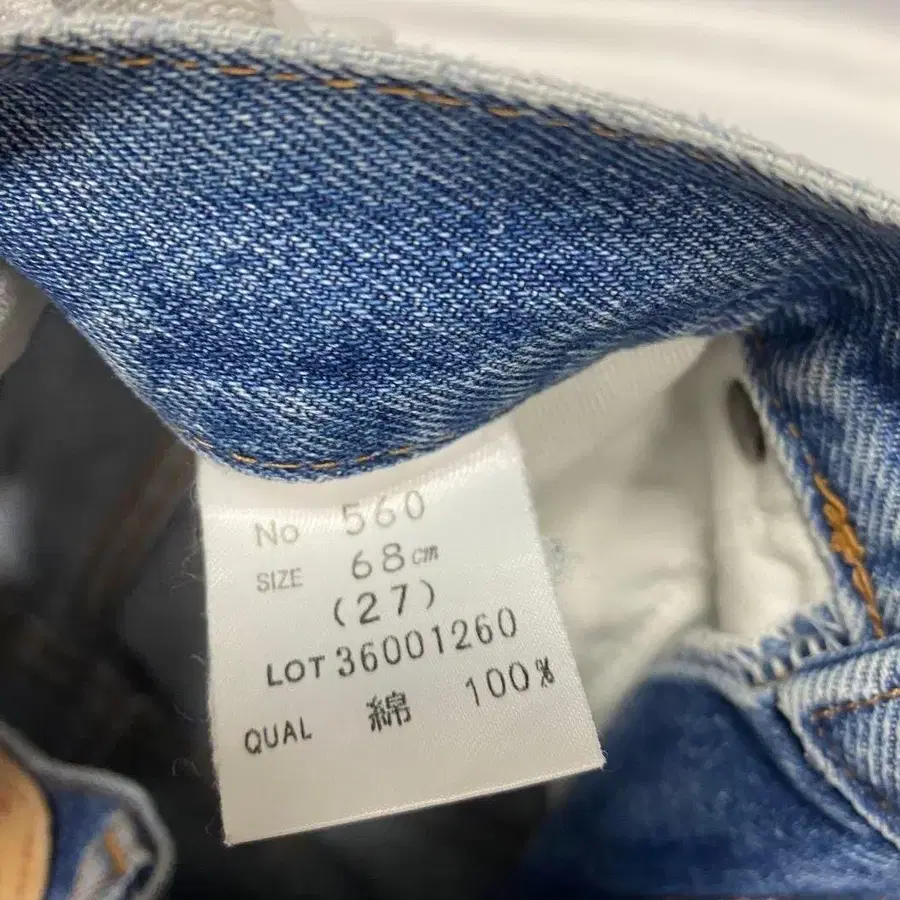 No 560
SIZE 68cm
(27)
LOT 36001260
QUAL 綿 100%